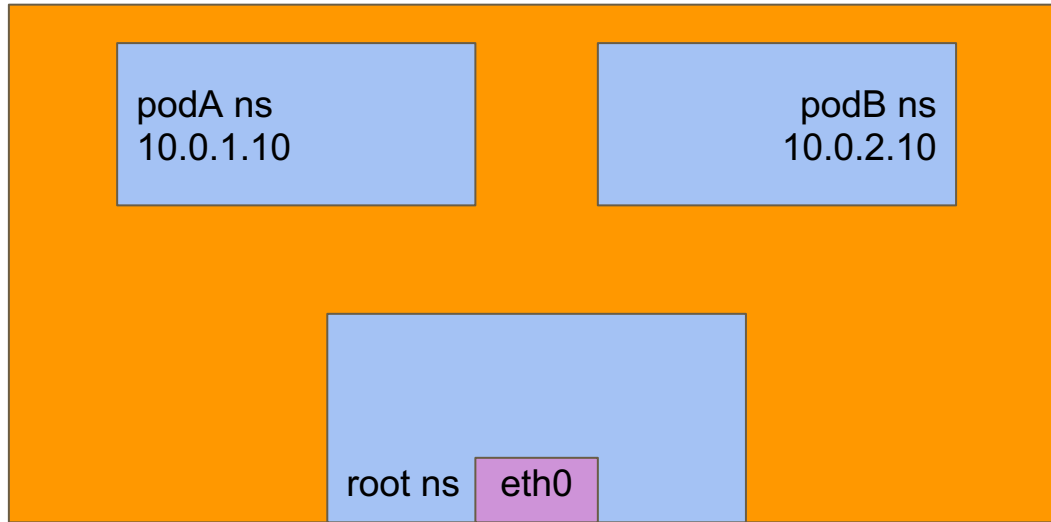 podA ns
10.0.1.10
podB ns
10.0.2.10
root ns
eth0